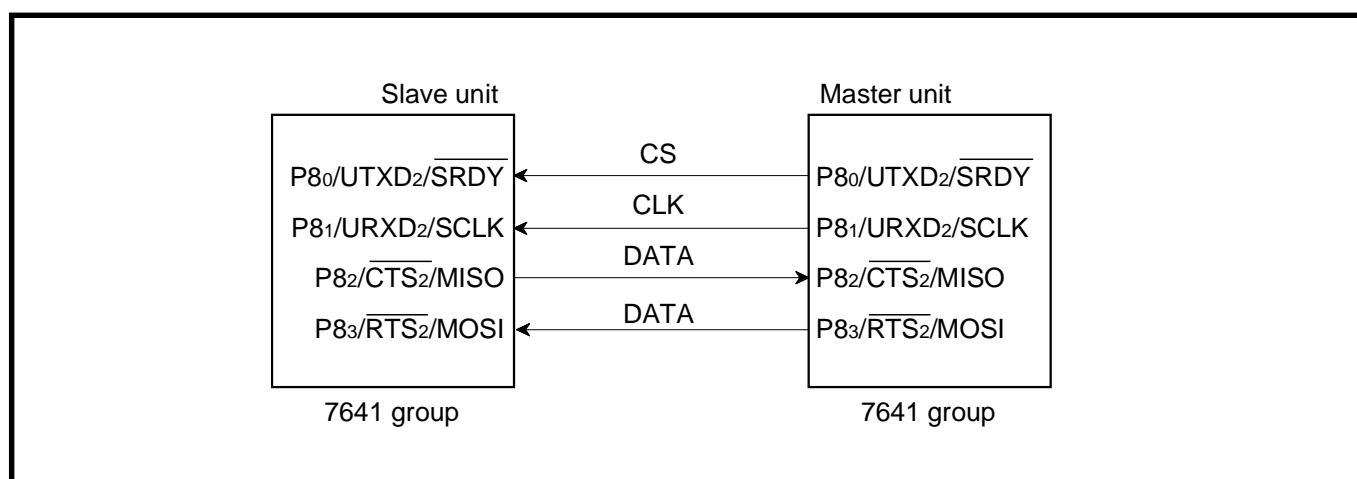 Slave unit
Master unit
CS
P80/UTXD2/SRDY
P80/UTXD2/SRDY
CLK
P81/URXD2/SCLK
P81/URXD2/SCLK
DATA
P82/CTS2/MISO
P82/CTS2/MISO
DATA
P83/RTS2/MOSI
P83/RTS2/MOSI
7641 group
7641 group